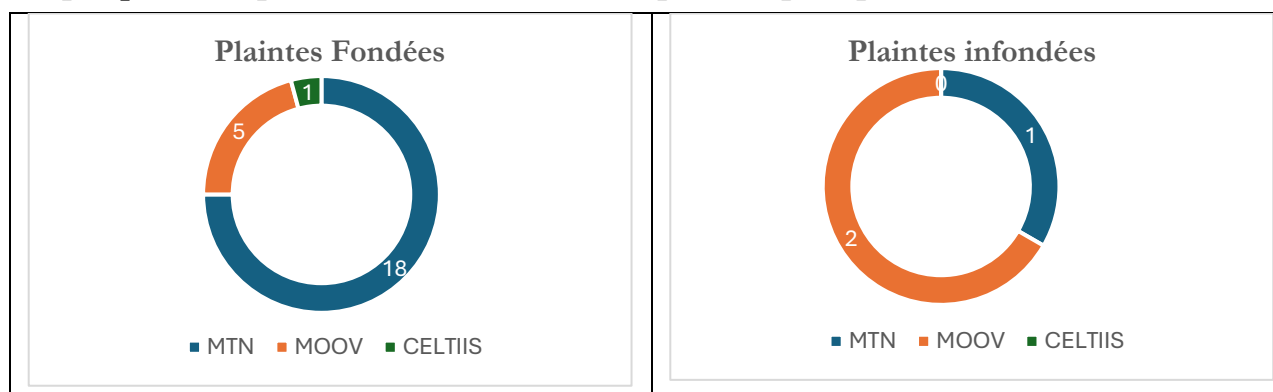 Plaintes Fondées
1
5
18
MTN MOOV CELTIIS
Plaintes infondées
0
1
2
MTN MOOV CELTIIS